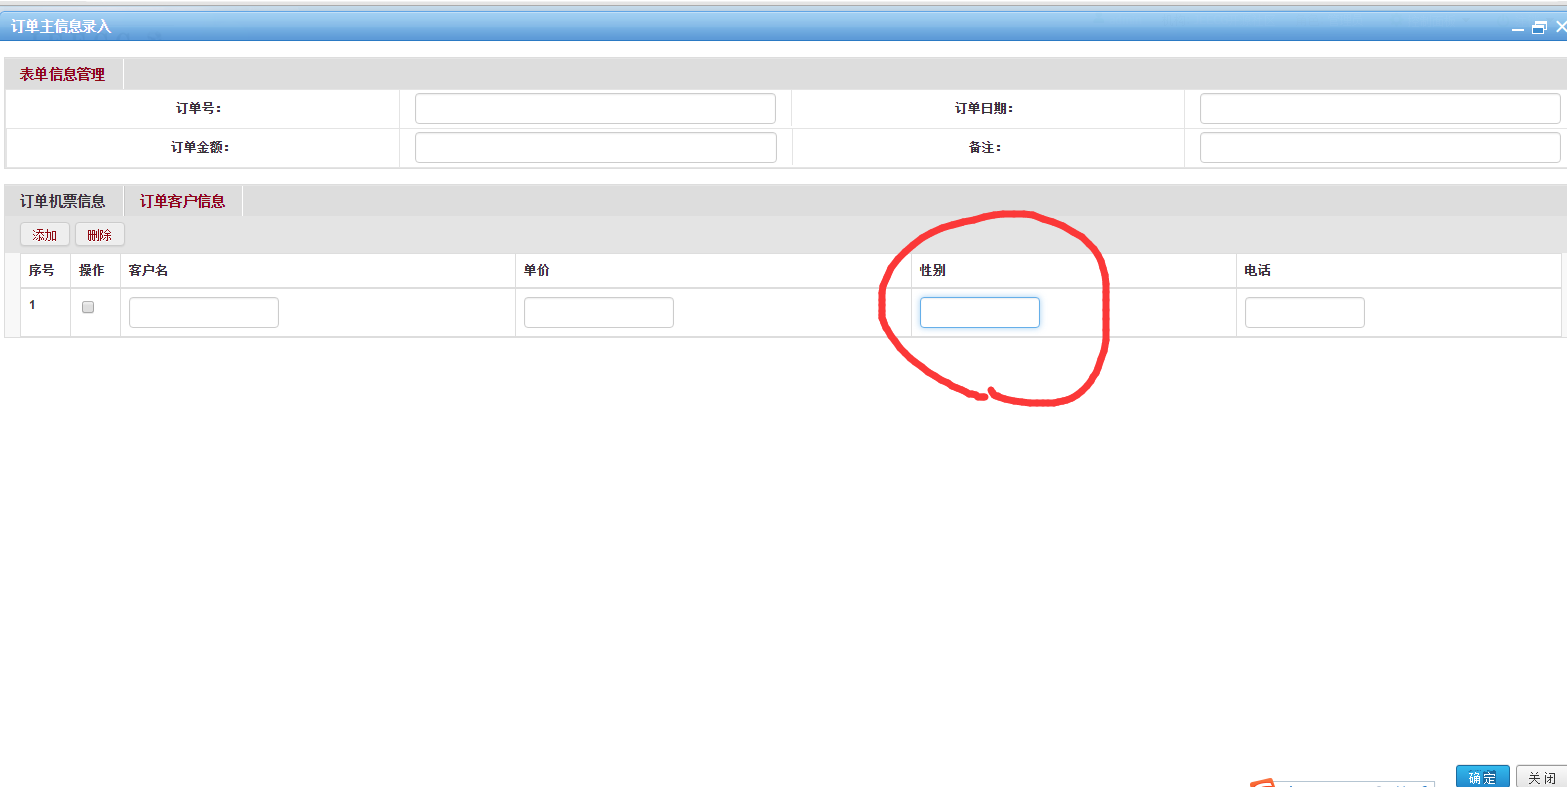 订单主信息录入
表单信息管理
订单号: 订单日期:
订单金额: 备注:
订单机票信息 订单客户信息
添加 删除
序号 操作 客户名 单价 性别 电话
1
确定 关闭